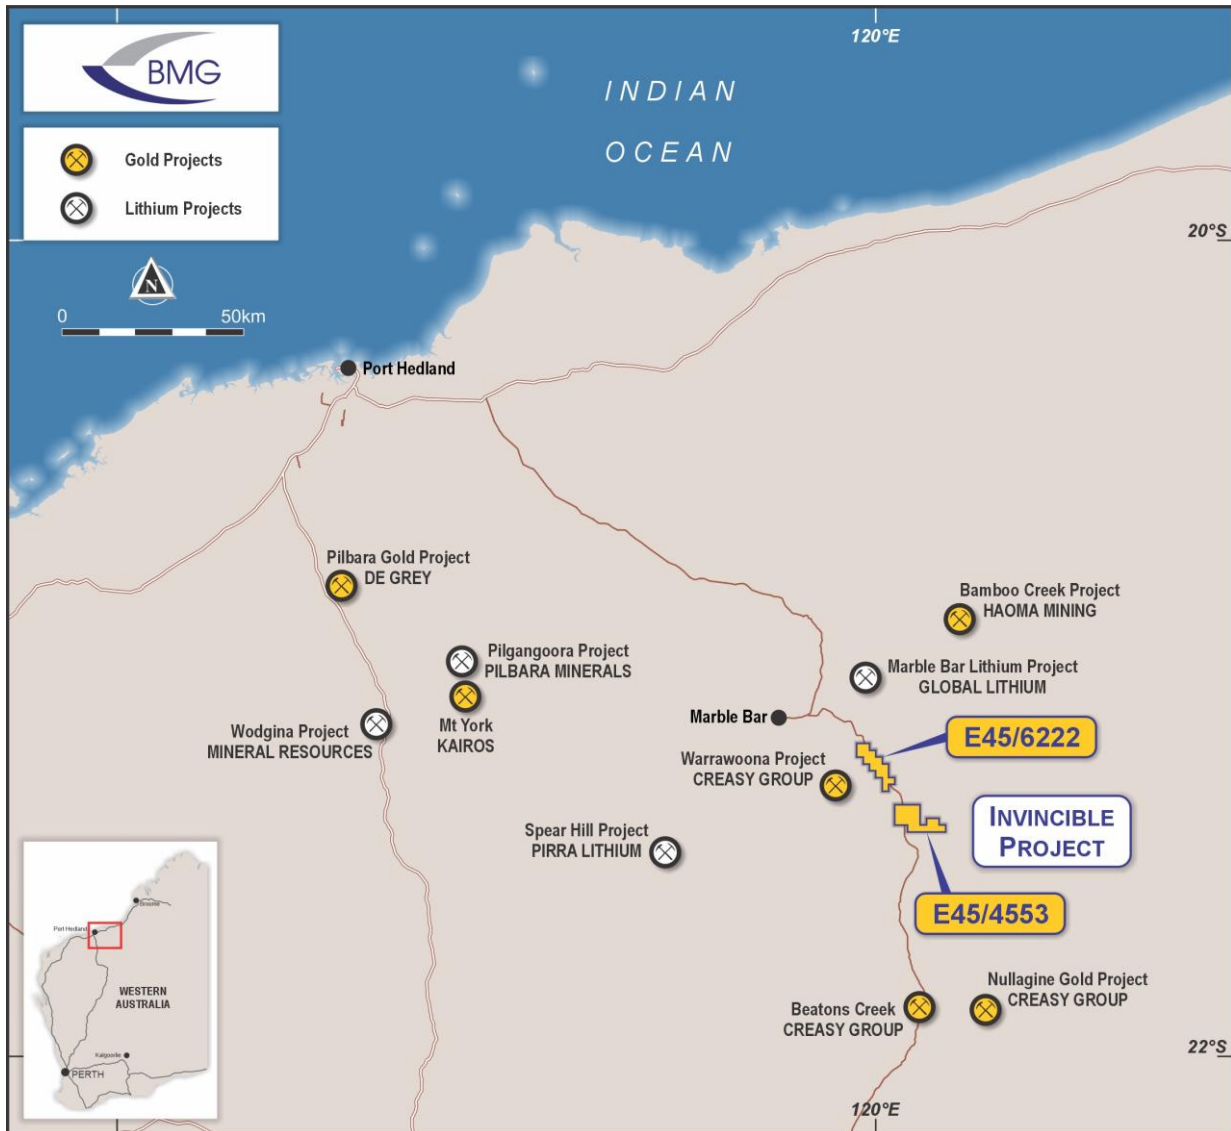 BMG
Gold Projects
Lithium Projects
N
0 50km
120°E
INDIAN
OCEAN
20°S
Port Hedland
Pilbara Gold Project
DE GREY
Pilgangoora Project
PILBARA MINERALS
Mt York
KAIROS
Wodgina Project
MINERAL RESOURCES
Bamboo Creek Project
HAOMA MINING
Marble Bar Lithium Project
GLOBAL LITHIUM
Marble Bar
E45/6222
Warrawoona Project
CREASY GROUP
INVINCIBLE
PROJECT
Spear Hill Project
PIRRA LITHIUM
E45/4553
Nullagine Gold Project
CREASY GROUP
Beatons Creek
CREASY GROUP
22°S
120°E
Broome
Port Hedland
WESTERN
AUSTRALIA
Kalgoorlie
PERTH